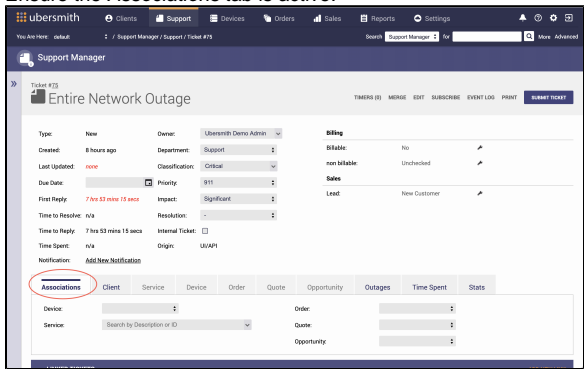 Ensure the Associations tab is active.
ubersmith Clients Support Devices Orders Sales Reports Settings
You Are Here: default / Support Manager / Support / Ticket #75 Search Support Manager for More Advanced
Support Manager
Ticket #75
Entire Network Outage
TIMERS (0) MERGE EDIT SUBSCRIBE EVENT LOG PRINT SUBMIT TICKET
Type: New Owner: Ubersmith Demo Admin Billing
Created: 8 hours ago Department: Support Billable: No
Last Updated: none Classification: Critical non billable: Unchecked
Due Date: Priority: 911 Sales
First Reply: 7 hrs 53 mins 15 secs Impact: Significant Lead: New Customer
Time to Resolve: n/a Resolution: -
Time to Reply: 7 hrs 53 mins 15 secs Internal Ticket:
Time Spent: n/a Origin: UI/API
Notification: Add New Notification
Associations Client Service Device Order Quote Opportunity Outages Time Spent Stats
Device: Order:
Service: Search by Description or ID Quote:
Opportunity:
LINKED TICKETS